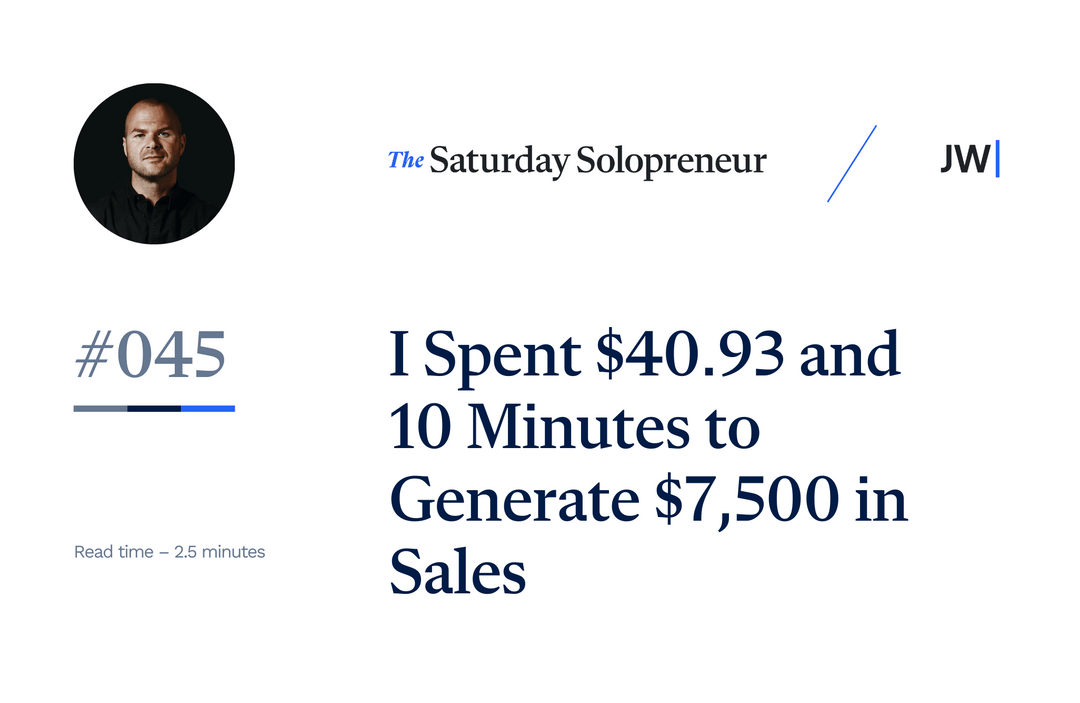 The Saturday Solopreneur
JW
#045
I Spent $40.93 and
10 Minutes to
Generate $7,500 in
Sales
Read time – 2.5 minutes